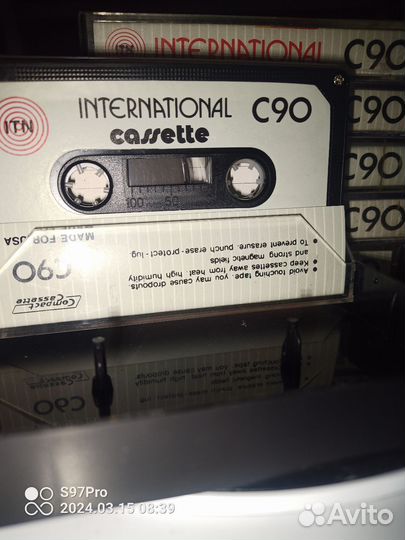 ITN INTERNATIONAL C90
C90
C90
C90
ITN INTERNATIONAL C90
cassette
100 50
MADE FOR USA
C90
Compact Cassette
• Avoid touching tape, you may cause dropouts.
• Keep cassettes away from heat, high humidity
and strong magnetic fields
• To prevent erasure, punch erase-protect-lug.
S97Pro
2024.03.15 08:39
Avito